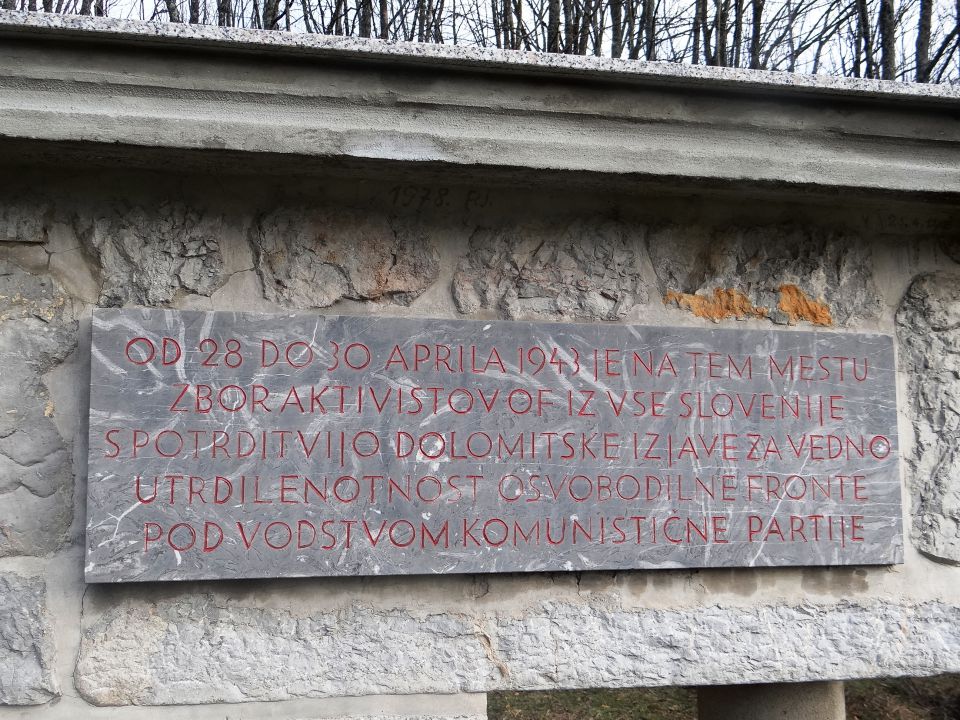 1978. R.J.
OD 28 DO 30 APRILA 1943 JE NA TEM MESTU
ZBOR AKTIVISTOV OF IZ VSE SLOVENIJE
S POTRDITVIJO DOLOMITSKE IZJAVE ZA VEDNO
UTRDIL ENOTNOST OSVOBODILNE FRONTE
POD VODSTVOM KOMUNISTIČNE PARTIJE